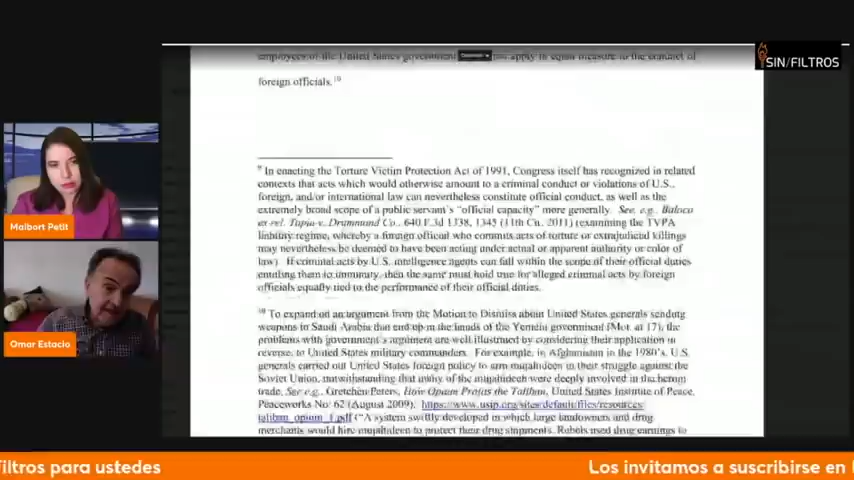 employees of the United States government not apply in equal measure to the conduct of
SIN/FILTROS
foreign officials.10
9 In enacting the Torture Victim Protection Act of 1991, Congress itself has recognized in related
contexts that acts which would otherwise amount to a criminal conduct or violations of U.S.,
foreign, and/or international law can nevertheless constitute official conduct, as well as the
extremely broad scope of a public servant's "official capacity" more generally. See, e.g., Baloco
ex rel. Tapia v. Drummond Co., 640 F.3d 1338, 1345 (11th Cir. 2011) (examining the TVPA
liability regime, whereby a foreign official who commits acts of torture or extrajudicial killings
may nevertheless be deemed to have been acting under actual or apparent authority or color of
law). If criminal acts by U.S. intelligence agents can fall within the scope of their official duties
entitling them to immunity, then the same must hold true for alleged criminal acts by foreign
officials equally tied to the performance of their official duties.
10 To expand on an argument from the Motion to Dismiss about United States generals sending
weapons to Saudi Arabia that end up in the hands of the Yemeni government (Mot. at 17), the
problems with government's argument are well illustrated by considering their application in
reverse, to United States military commanders. For example, in Afghanistan in the 1980's, U.S.
generals carried out United States foreign policy to arm mujahideen in their struggle against the
Soviet Union, notwithstanding that many of the mujahideen were deeply involved in the heroin
trade. See e.g., Gretchen Peters, How Opium Profits the Taliban, United States Institute of Peace,
Peaceworks No. 62 (August 2009), https://www.usip.org/sites/default/files/resources
taliban_opium_1.pdf ("A system swiftly developed in which large landowners and drug
merchants would hire mujahideen to protect their drug shipments. Rebels used drug earnings to
Maibort Petit
Omar Estacio
filtros para ustedes
Los invitamos a suscribirse en